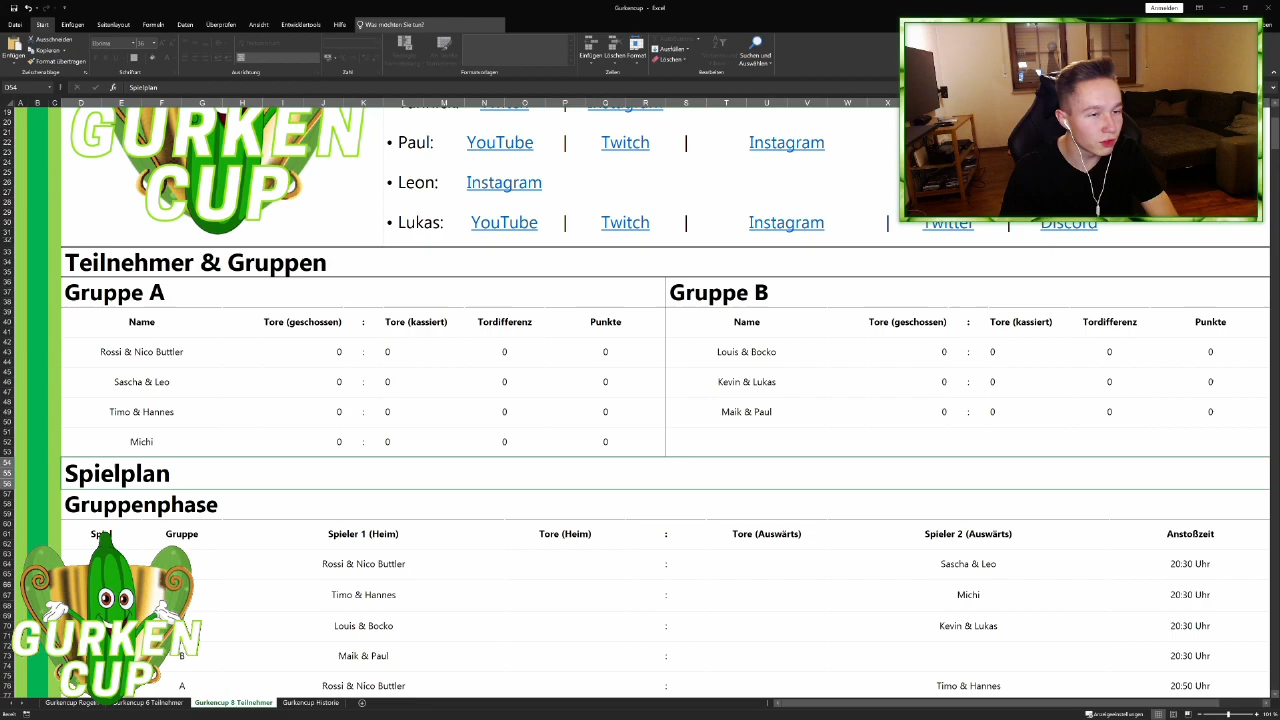 Gurkencup - Excel
Anmelden
Datei Start Einfügen Seitenlayout Formeln Daten Überprüfen Ansicht Entwicklertools Hilfe Was möchten Sie tun?
Ausschneiden
Kopieren
Format übertragen
Einfügen
Zwischenablage Schriftart Ausrichtung Zahl Formatvorlagen Zellen Bearbeiten
Einfügen Löschen Format
Ausfüllen
Löschen
Suchen und Auswählen
D54 Spielplan
GURKEN CUP
• Paul: YouTube | Twitch | Instagram
• Leon: Instagram
• Lukas: YouTube | Twitch | Instagram | Twitter | Discord
Teilnehmer & Gruppen
Gruppe A Gruppe B
Name Tore (geschossen) : Tore (kassiert) Tordifferenz Punkte Name Tore (geschossen) : Tore (kassiert) Tordifferenz Punkte
Rossi & Nico Buttler 0 : 0 0 0 Louis & Bocko 0 : 0 0 0
Sascha & Leo 0 : 0 0 0 Kevin & Lukas 0 : 0 0 0
Timo & Hannes 0 : 0 0 0 Maik & Paul 0 : 0 0 0
Michi 0 : 0 0 0
Spielplan
Gruppenphase
Gruppe Spieler 1 (Heim) Tore (Heim) : Tore (Auswärts) Spieler 2 (Auswärts) Anstoßzeit
Rossi & Nico Buttler : Sascha & Leo 20:30 Uhr
Timo & Hannes : Michi 20:30 Uhr
Louis & Bocko : Kevin & Lukas 20:30 Uhr
B Maik & Paul : 20:30 Uhr
A Rossi & Nico Buttler : Timo & Hannes 20:50 Uhr
GURKEN CUP
Gurkencup 6 Teilnehmer Gurkencup 8 Teilnehmer Gurkencup Historie
Bereit Anzeigeeinstellungen